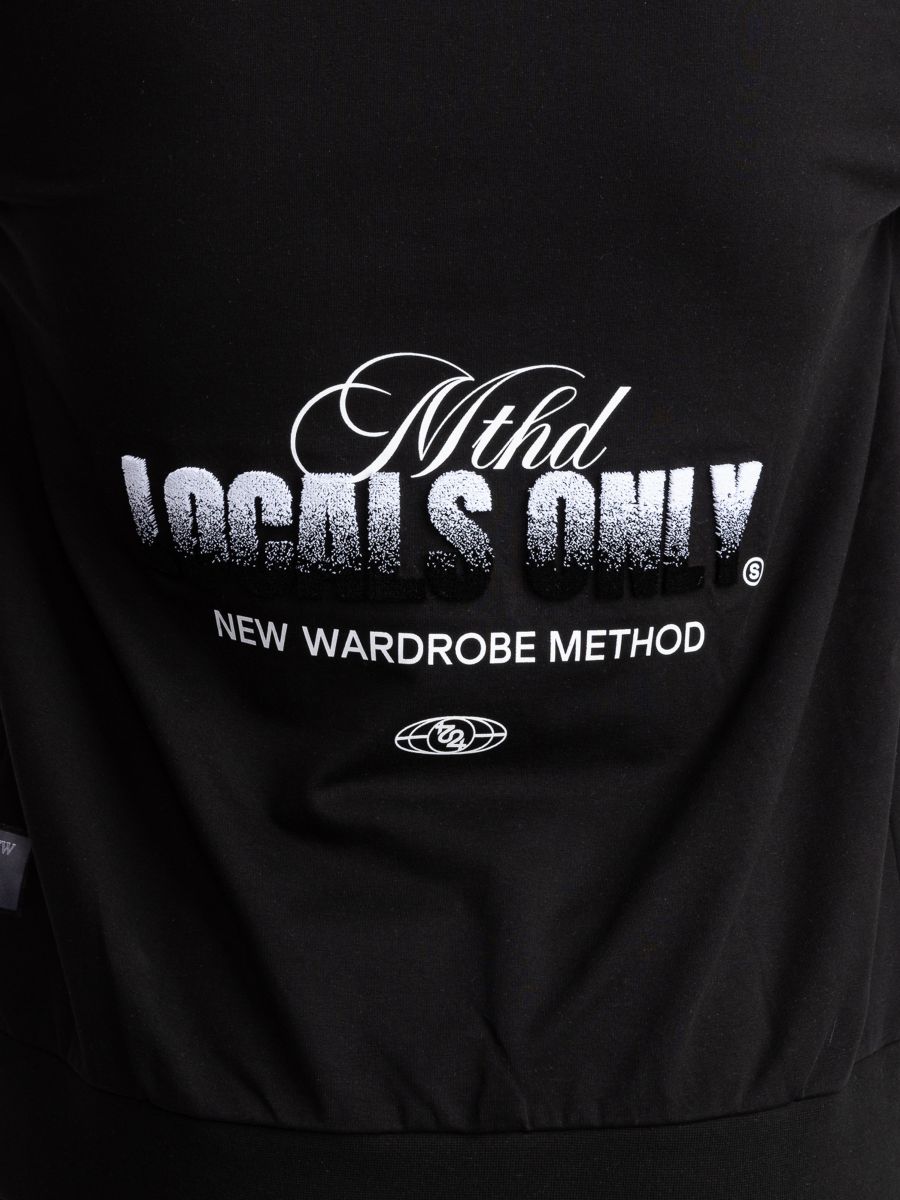 Mthd
LOCALS ONLY
Ⓢ
NEW WARDROBE METHOD